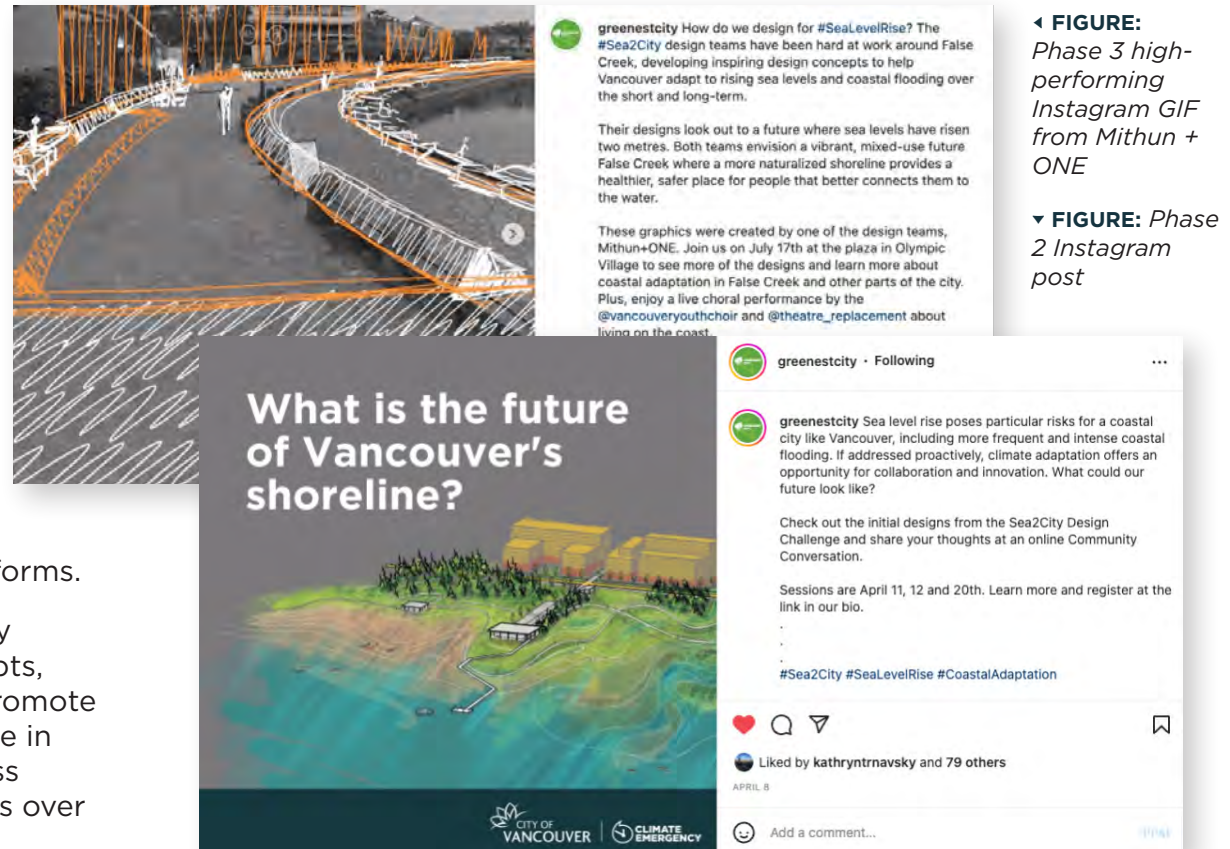 greenestcity How do we design for #SeaLevelRise? The
#Sea2City design teams have been hard at work around False
Creek, developing inspiring design concepts to help
Vancouver adapt to rising sea levels and coastal flooding over
the short and long-term.
Their designs look out to a future where sea levels have risen
two metres. Both teams envision a vibrant, mixed-use future
False Creek where a more naturalized shoreline provides a
healthier, safer place for people that better connects them to
the water.
These graphics were created by one of the design teams,
Mithun+ONE. Join us on July 17th at the plaza in Olympic
Village to see more of the designs and learn more about
coastal adaptation in False Creek and other parts of the city.
Plus, enjoy a live choral performance by the
@vancouveryouthchoir and @theatre_replacement about
living on the coast.
◂ FIGURE:
Phase 3 high-
performing
Instagram GIF
from Mithun +
ONE
▾ FIGURE: Phase
2 Instagram
post
What is the future
of Vancouver's
shoreline?
CITY OF
VANCOUVER
CLIMATE
EMERGENCY
greenestcity • Following
...
greenestcity Sea level rise poses particular risks for a coastal
city like Vancouver, including more frequent and intense coastal
flooding. If addressed proactively, climate adaptation offers an
opportunity for collaboration and innovation. What could our
future look like?
Check out the initial designs from the Sea2City Design
Challenge and share your thoughts at an online Community
Conversation.
Sessions are April 11, 12 and 20th. Learn more and register at the
link in our bio.
.
.
.
#Sea2City #SeaLevelRise #CoastalAdaptation
Liked by kathryntrnavsky and 79 others
APRIL 8
Add a comment...
forms.
y
ots,
romote
e in
ss
s over